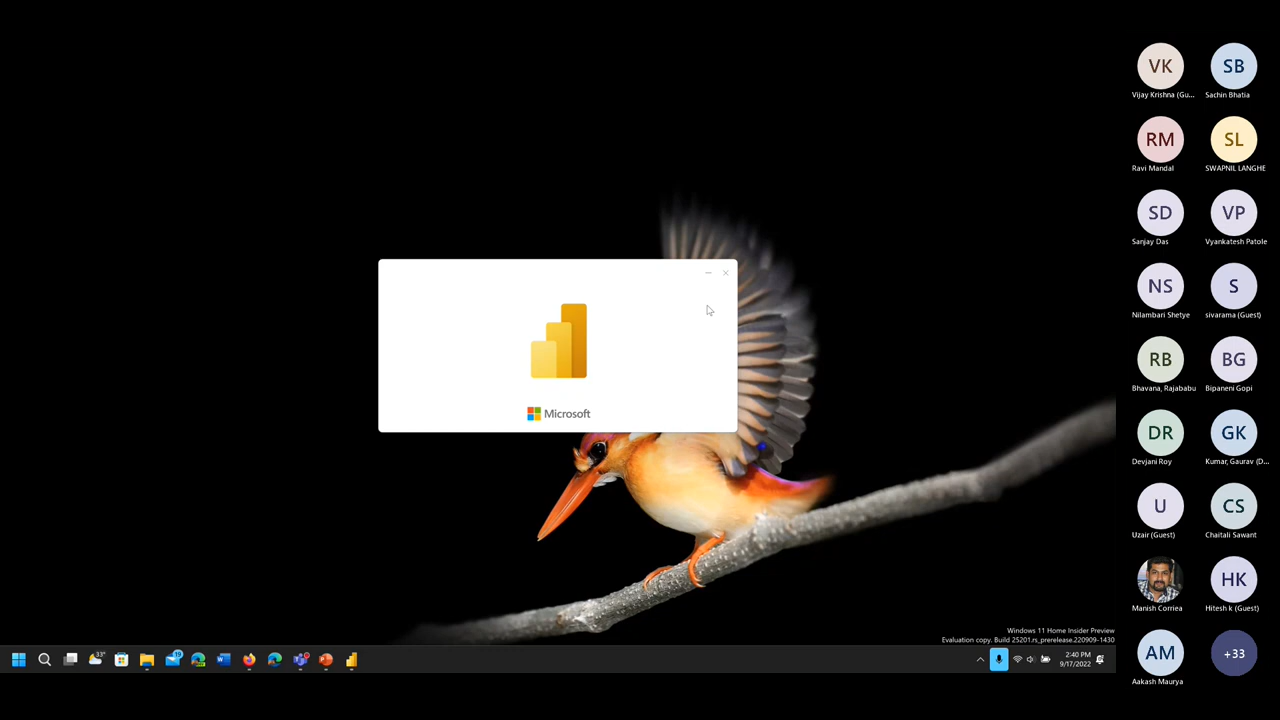 VK
SB
Vijay Krishna (Gu...
Sachin Bhatia
RM
SL
Ravi Mandal
SWAPNIL LANGHE
SD
VP
Sanjay Das
Vyankatesh Patole
NS
S
Nilambari Shetye
sivarama (Guest)
RB
BG
Bhavana, Rajababu
Bipaneni Gopi
DR
GK
Devjani Roy
Kumar, Gaurav (D...
U
CS
Uzair (Guest)
Chaitali Sawant
HK
Manish Corriea
Hitesh k (Guest)
AM
+33
Aakash Maurya
Microsoft
Windows 11 Home Insider Preview
Evaluation copy. Build 25201.rs_prerelease.220909-1430
33°
19
2:40 PM
9/17/2022